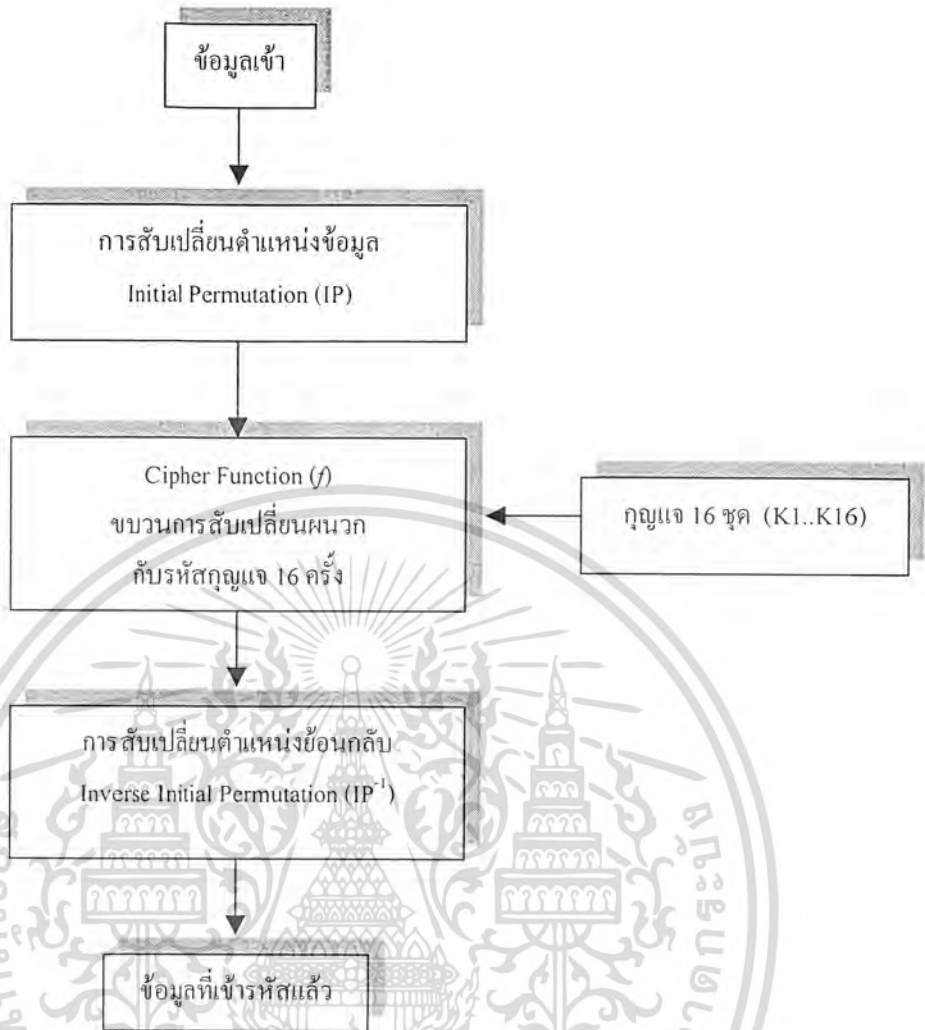 ข้อมูลเข้า
การสับเปลี่ยนตำแหน่งข้อมูล
Initial Permutation (IP)
Cipher Function (f)
ขบวนการสับเปลี่ยนผนวก
กับรหัสกุญแจ 16 ครั้ง
กุญแจ 16 ชุด (K1..K16)
การสับเปลี่ยนตำแหน่งย้อนกลับ
Inverse Initial Permutation (IP⁻¹)
ข้อมูลที่เข้ารหัสแล้ว